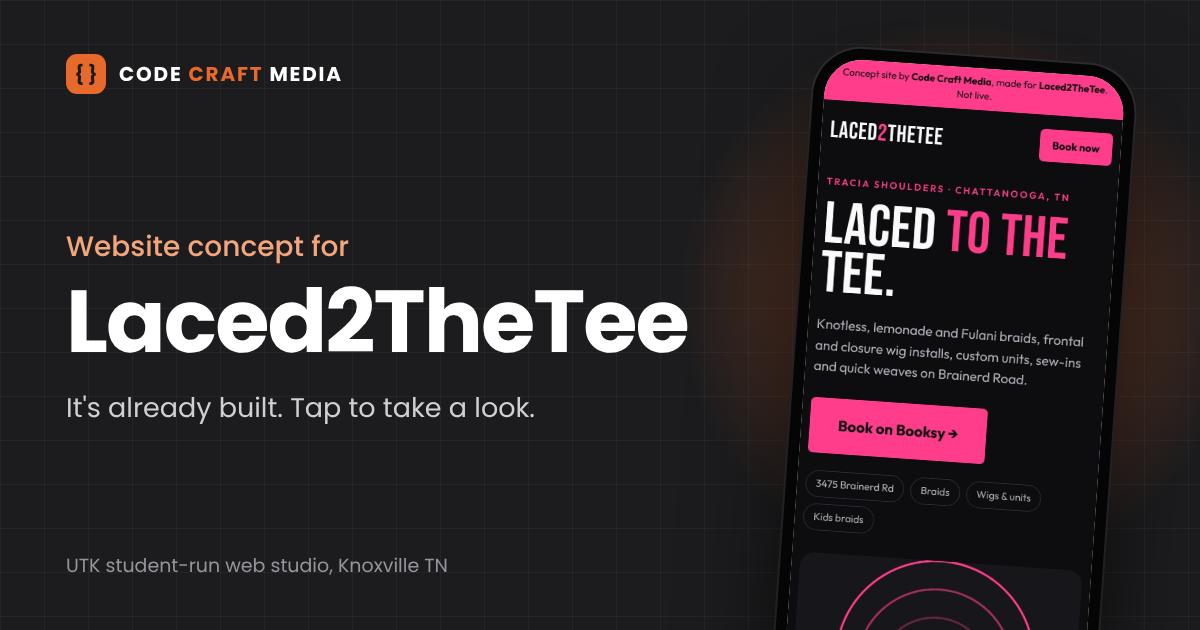 { } CODE CRAFT MEDIA
Website concept for
Laced2TheTee
It's already built. Tap to take a look.
UTK student-run web studio, Knoxville TN
Concept site by Code Craft Media, made for Laced2TheTee.
Not live.
LACED2THETEE
Book now
TRACIA SHOULDERS · CHATTANOOGA, TN
LACED TO THE
TEE.
Knotless, lemonade and Fulani braids, frontal
and closure wig installs, custom units, sew-ins
and quick weaves on Brainerd Road.
Book on Booksy →
3475 Brainerd Rd
Braids
Wigs & units
Kids braids